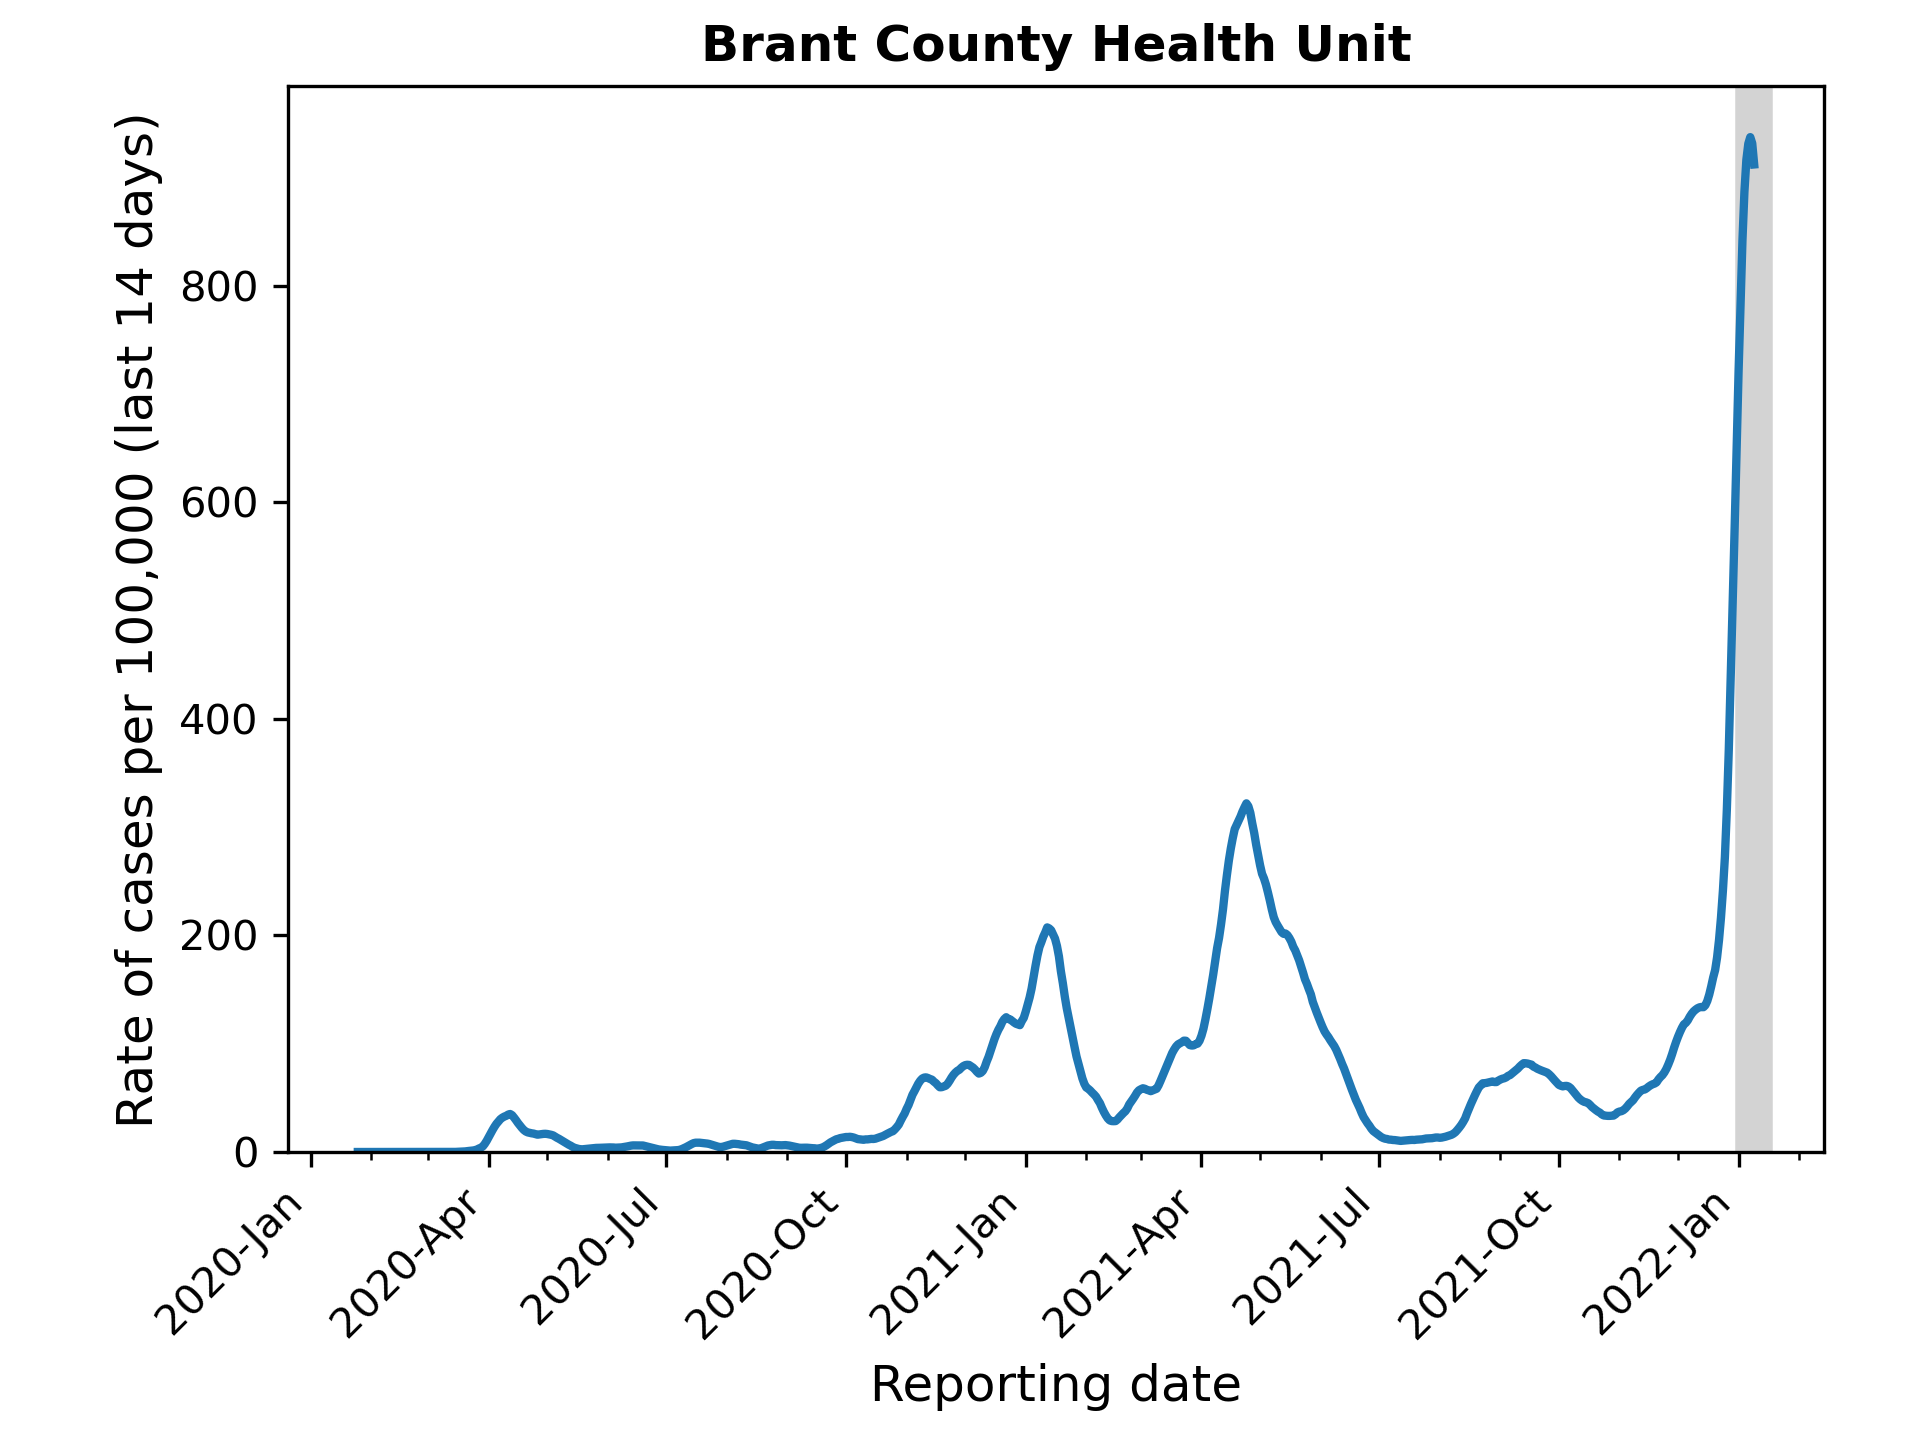 Brant County Health Unit
Rate of cases per 100,000 (last 14 days)
800
600
400
200
0
2020-Jan
2020-Apr
2020-Jul
2020-Oct
2021-Jan
2021-Apr
2021-Jul
2021-Oct
2022-Jan
Reporting date